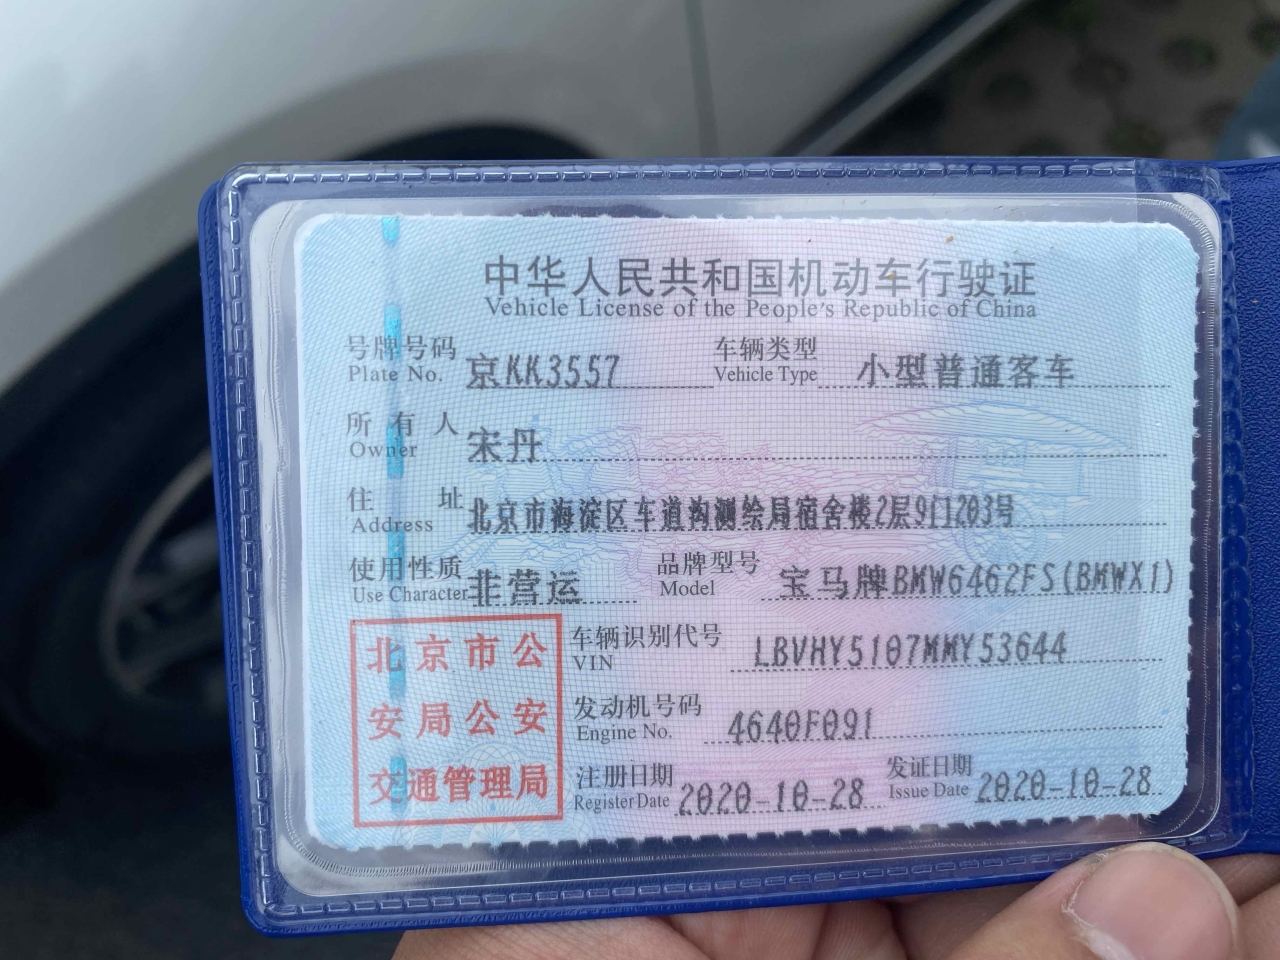 中华人民共和国机动车行驶证
Vehicle License of the People's Republic of China
号牌号码 京KK3557 车辆类型 小型普通客车
Plate No. Vehicle Type
所有人 宋丹
Owner
住址 北京市海淀区车道沟测绘局宿舍楼2层9门203号
Address
使用性质 非营运 品牌型号 宝马牌BMW6462FS(BMWX1)
Use Character Model
车辆识别代号 LBVHY5107MMY53644
VIN
发动机号码 4640F091
Engine No.
注册日期 2020-10-28 发证日期 2020-10-28
Register Date Issue Date
北京市公
安局公安
交通管理局